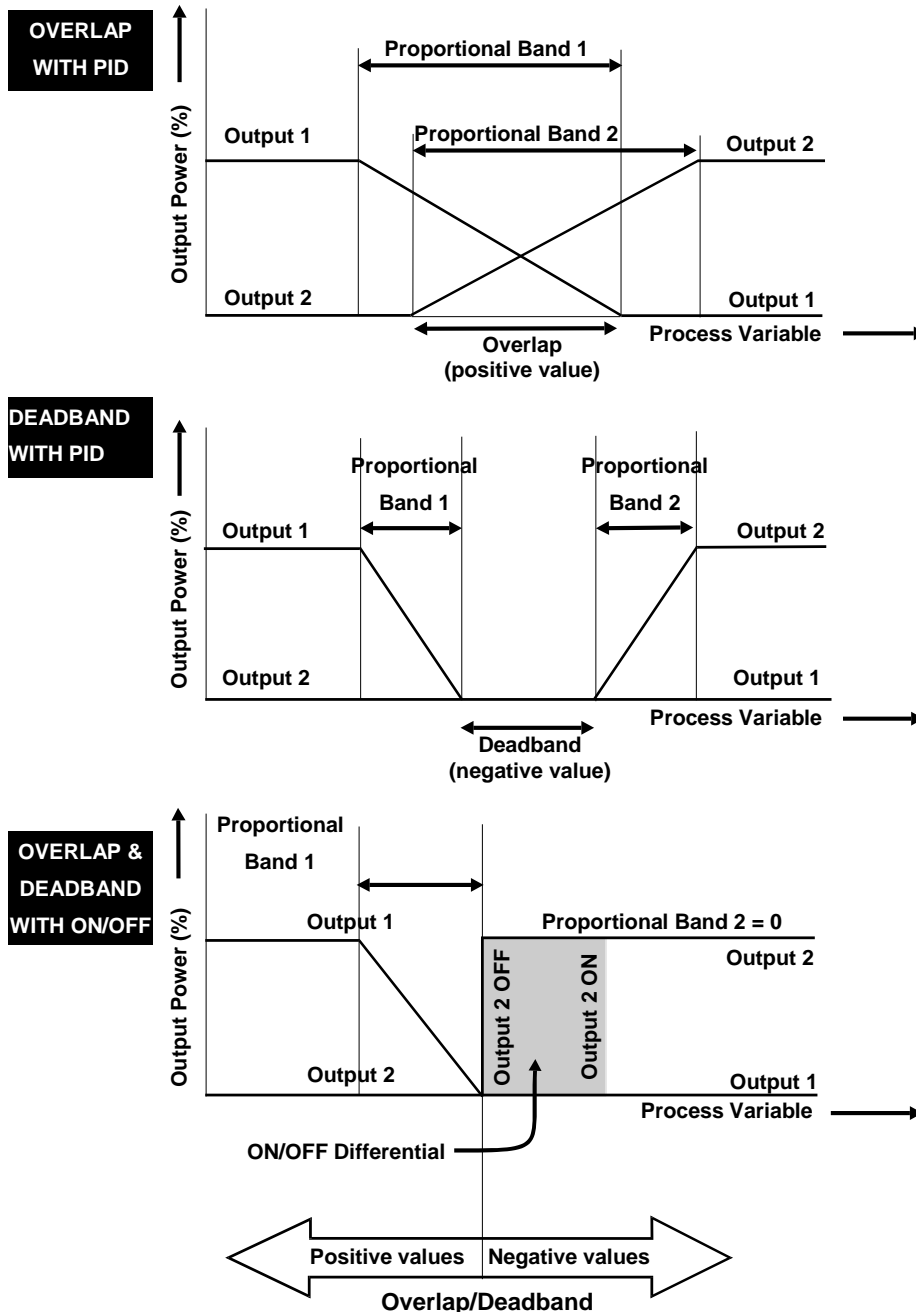 OVERLAP
WITH PID
Output Power (%)
Proportional Band 1
Output 1
Proportional Band 2
Output 2
Output 2
Output 1
Process Variable
Overlap
(positive value)
DEADBAND
WITH PID
Output Power (%)
Proportional
Band 1
Proportional
Band 2
Output 1
Output 2
Output 2
Output 1
Process Variable
Deadband
(negative value)
OVERLAP &
DEADBAND
WITH ON/OFF
Output Power (%)
Proportional
Band 1
Output 1
Proportional Band 2 = 0
Output 2
Output 2 OFF
Output 2 ON
Output 2
Output 1
Process Variable
ON/OFF Differential
Positive values
Negative values
Overlap/Deadband